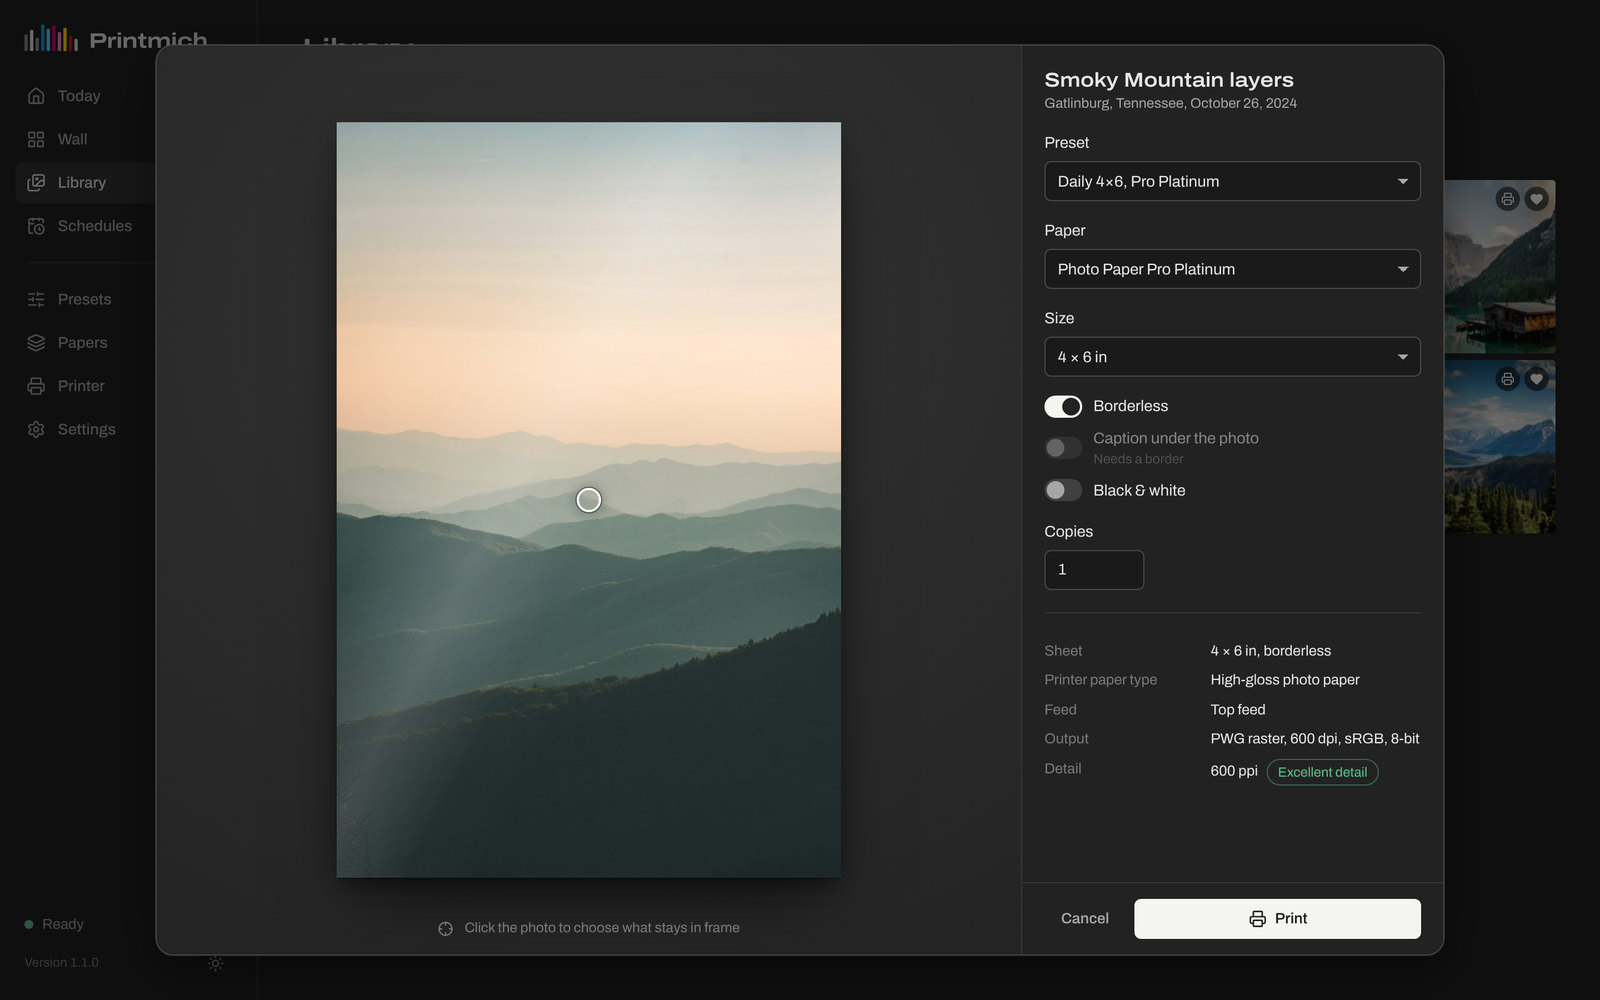 Printmich
Library
Today
Wall
Library
Schedules
Presets
Papers
Printer
Settings
Ready
Version 1.1.0
Click the photo to choose what stays in frame
Smoky Mountain layers
Gatlinburg, Tennessee, October 26, 2024
Preset
Daily 4×6, Pro Platinum
Paper
Photo Paper Pro Platinum
Size
4 × 6 in
Borderless
Caption under the photo
Needs a border
Black & white
Copies
1
Sheet 4 × 6 in, borderless
Printer paper type High-gloss photo paper
Feed Top feed
Output PWG raster, 600 dpi, sRGB, 8-bit
Detail 600 ppi Excellent detail
Cancel Print